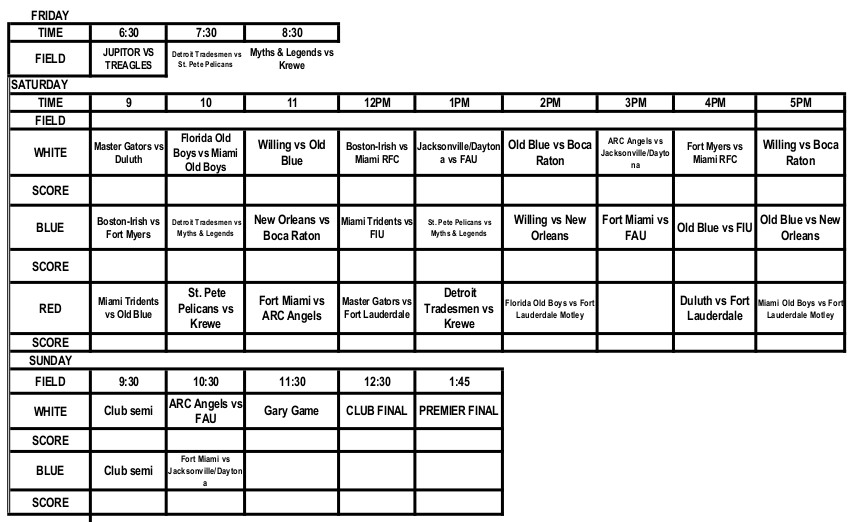 FRIDAY
TIME 6:30 7:30 8:30
FIELD JUPITOR VS TREAGLES Detroit Tradesmen vs St. Pete Pelicans Myths & Legends vs Krewe
SATURDAY
TIME 9 10 11 12PM 1PM 2PM 3PM 4PM 5PM
FIELD
WHITE Master Gators vs Duluth Florida Old Boys vs Miami Old Boys Willing vs Old Blue Boston-Irish vs Miami RFC Jacksonville/Daytona vs FAU Old Blue vs Boca Raton ARC Angels vs Jacksonville/Daytona Fort Myers vs Miami RFC Willing vs Boca Raton
SCORE
BLUE Boston-Irish vs Fort Myers Detroit Tradesmen vs Myths & Legends New Orleans vs Boca Raton Miami Tridents vs FIU St. Pete Pelicans vs Myths & Legends Willing vs New Orleans Fort Miami vs FAU Old Blue vs FIU Old Blue vs New Orleans
SCORE
RED Miami Tridents vs Old Blue St. Pete Pelicans vs Krewe Fort Miami vs ARC Angels Master Gators vs Fort Lauderdale Detroit Tradesmen vs Krewe Florida Old Boys vs Fort Lauderdale Motley Duluth vs Fort Lauderdale Miami Old Boys vs Fort Lauderdale Motley
SCORE
SUNDAY
FIELD 9:30 10:30 11:30 12:30 1:45
WHITE Club semi ARC Angels vs FAU Gary Game CLUB FINAL PREMIER FINAL
SCORE
BLUE Club semi Fort Miami vs Jacksonville/Daytona
SCORE